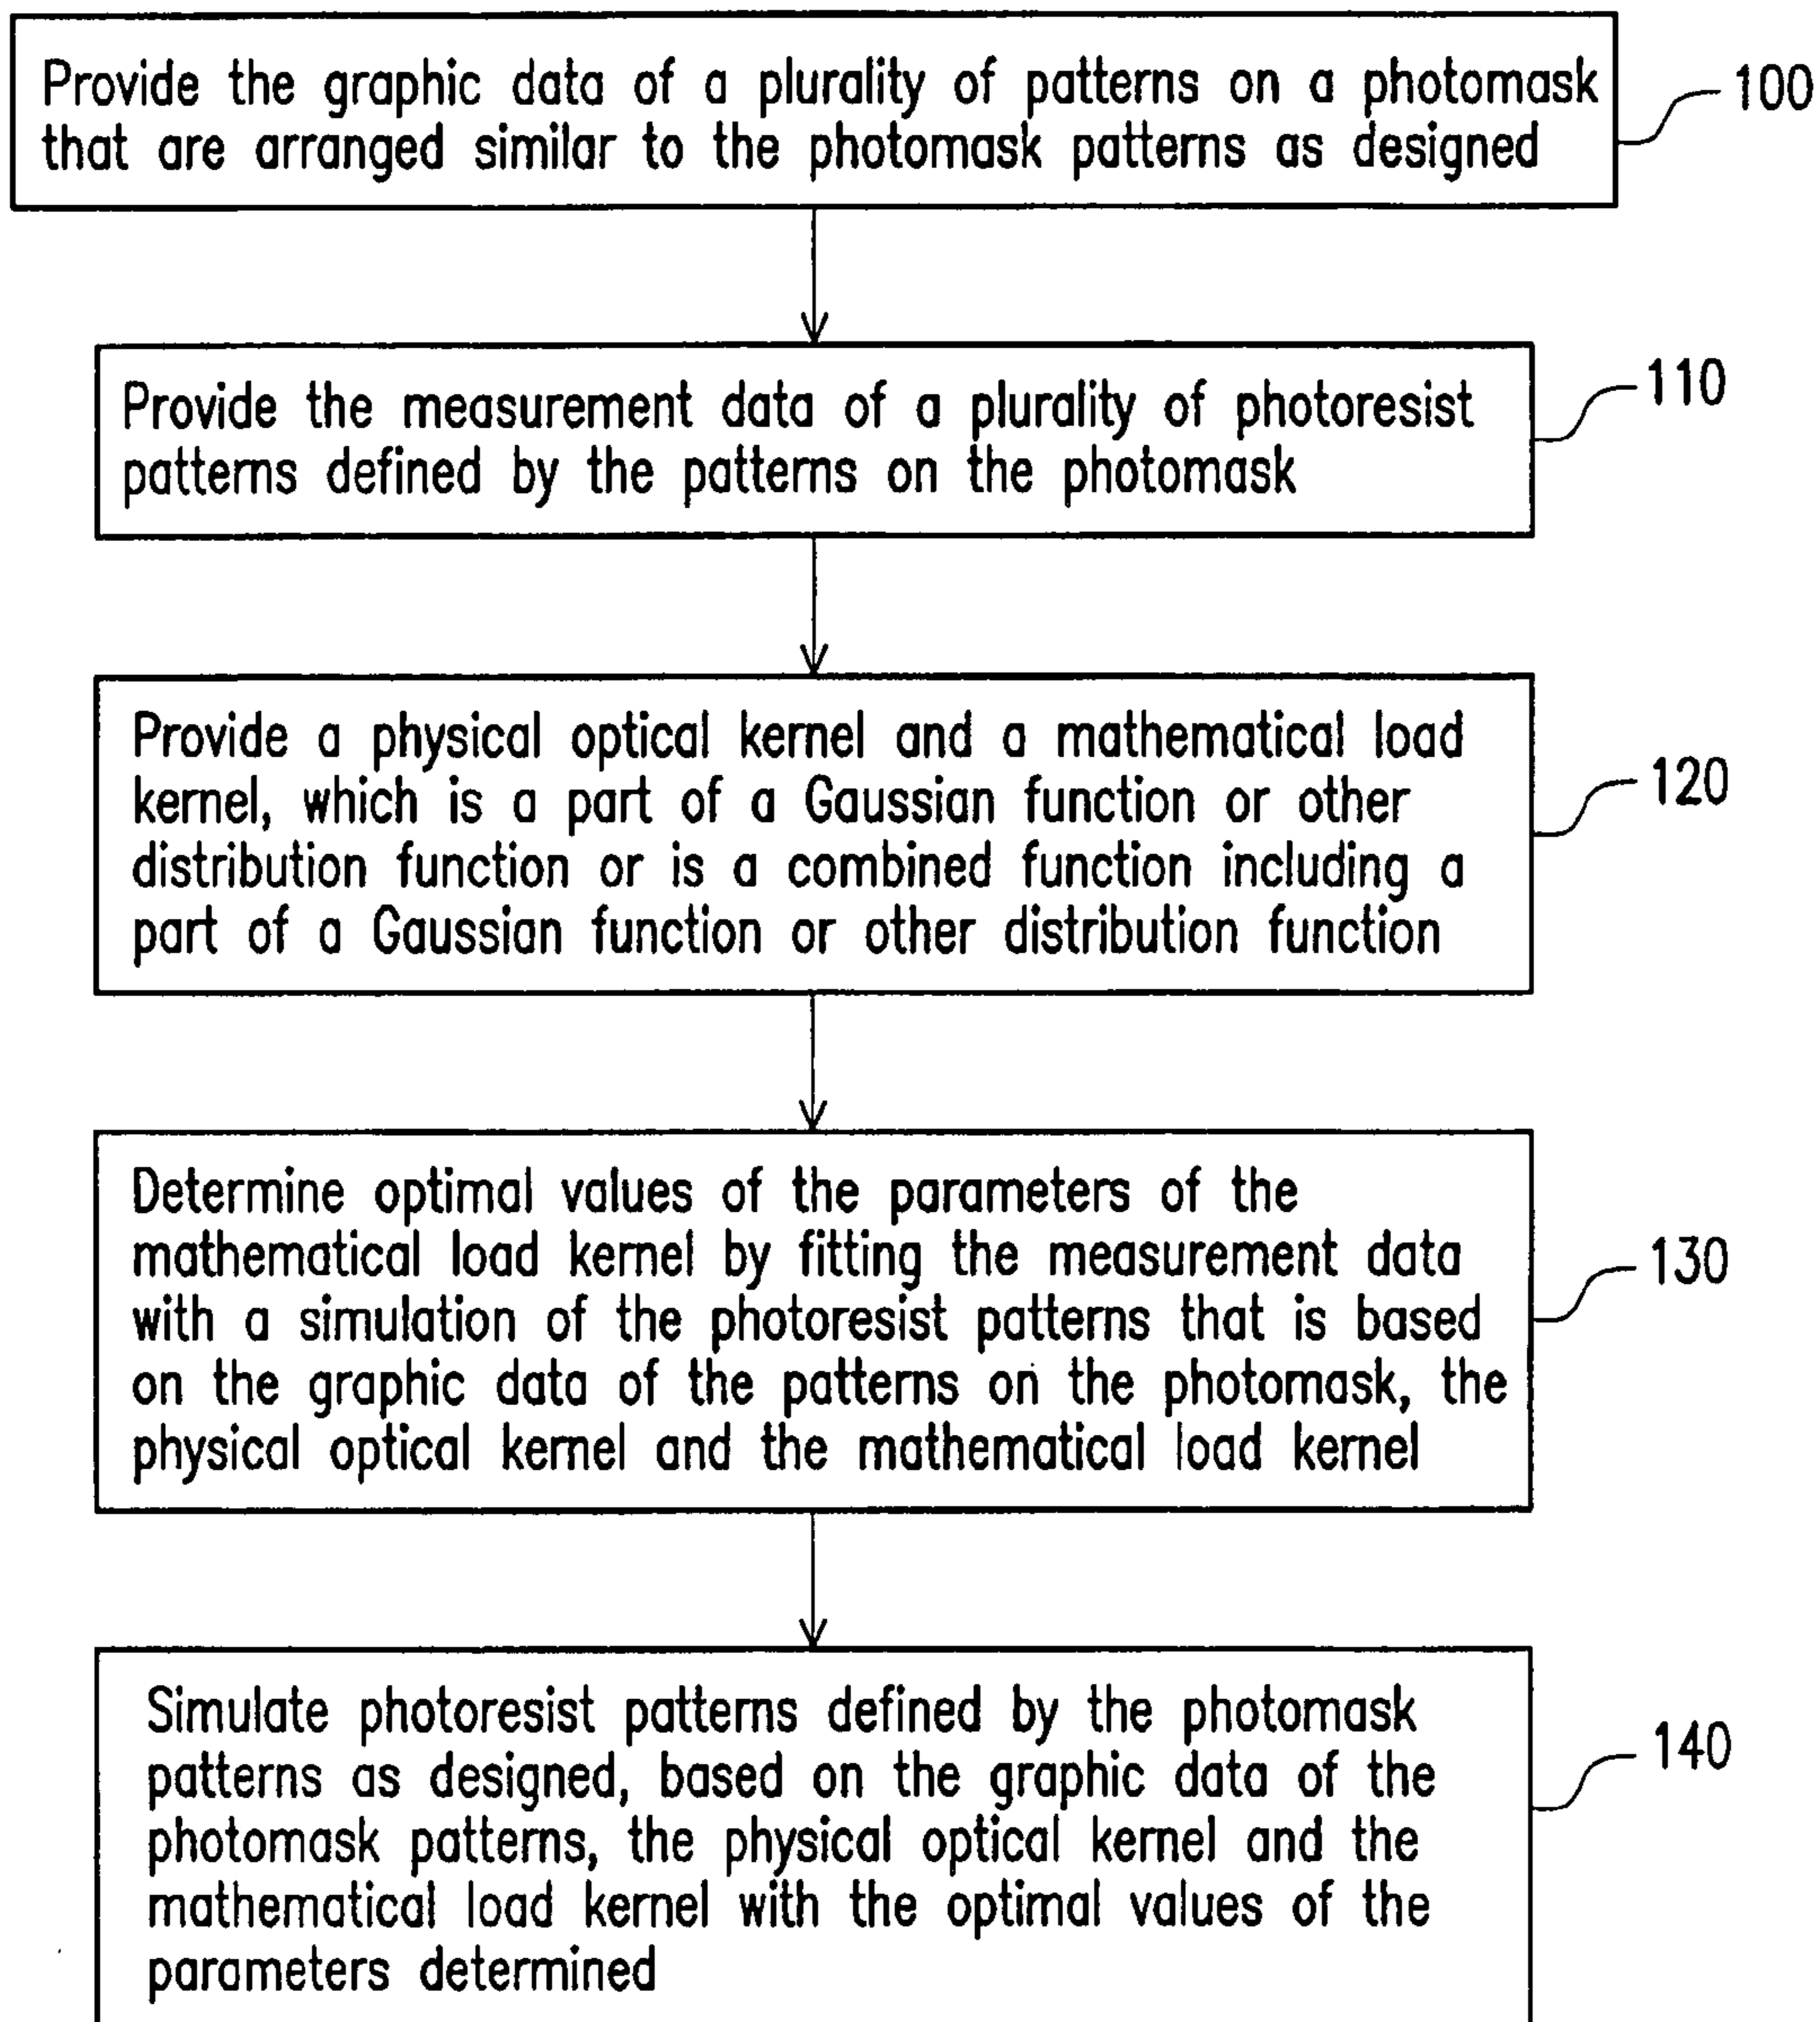 Provide the graphic data of a plurality of patterns on a photomask
that are arranged similar to the photomask patterns as designed
100
Provide the measurement data of a plurality of photoresist
patterns defined by the patterns on the photomask
110
Provide a physical optical kernel and a mathematical load
kernel, which is a part of a Gaussian function or other
distribution function or is a combined function including a
part of a Gaussian function or other distribution function
120
Determine optimal values of the parameters of the
mathematical load kernel by fitting the measurement data
with a simulation of the photoresist patterns that is based
on the graphic data of the patterns on the photomask, the
physical optical kernel and the mathematical load kernel
130
Simulate photoresist patterns defined by the photomask
patterns as designed, based on the graphic data of the
photomask patterns, the physical optical kernel and the
mathematical load kernel with the optimal values of the
parameters determined
140